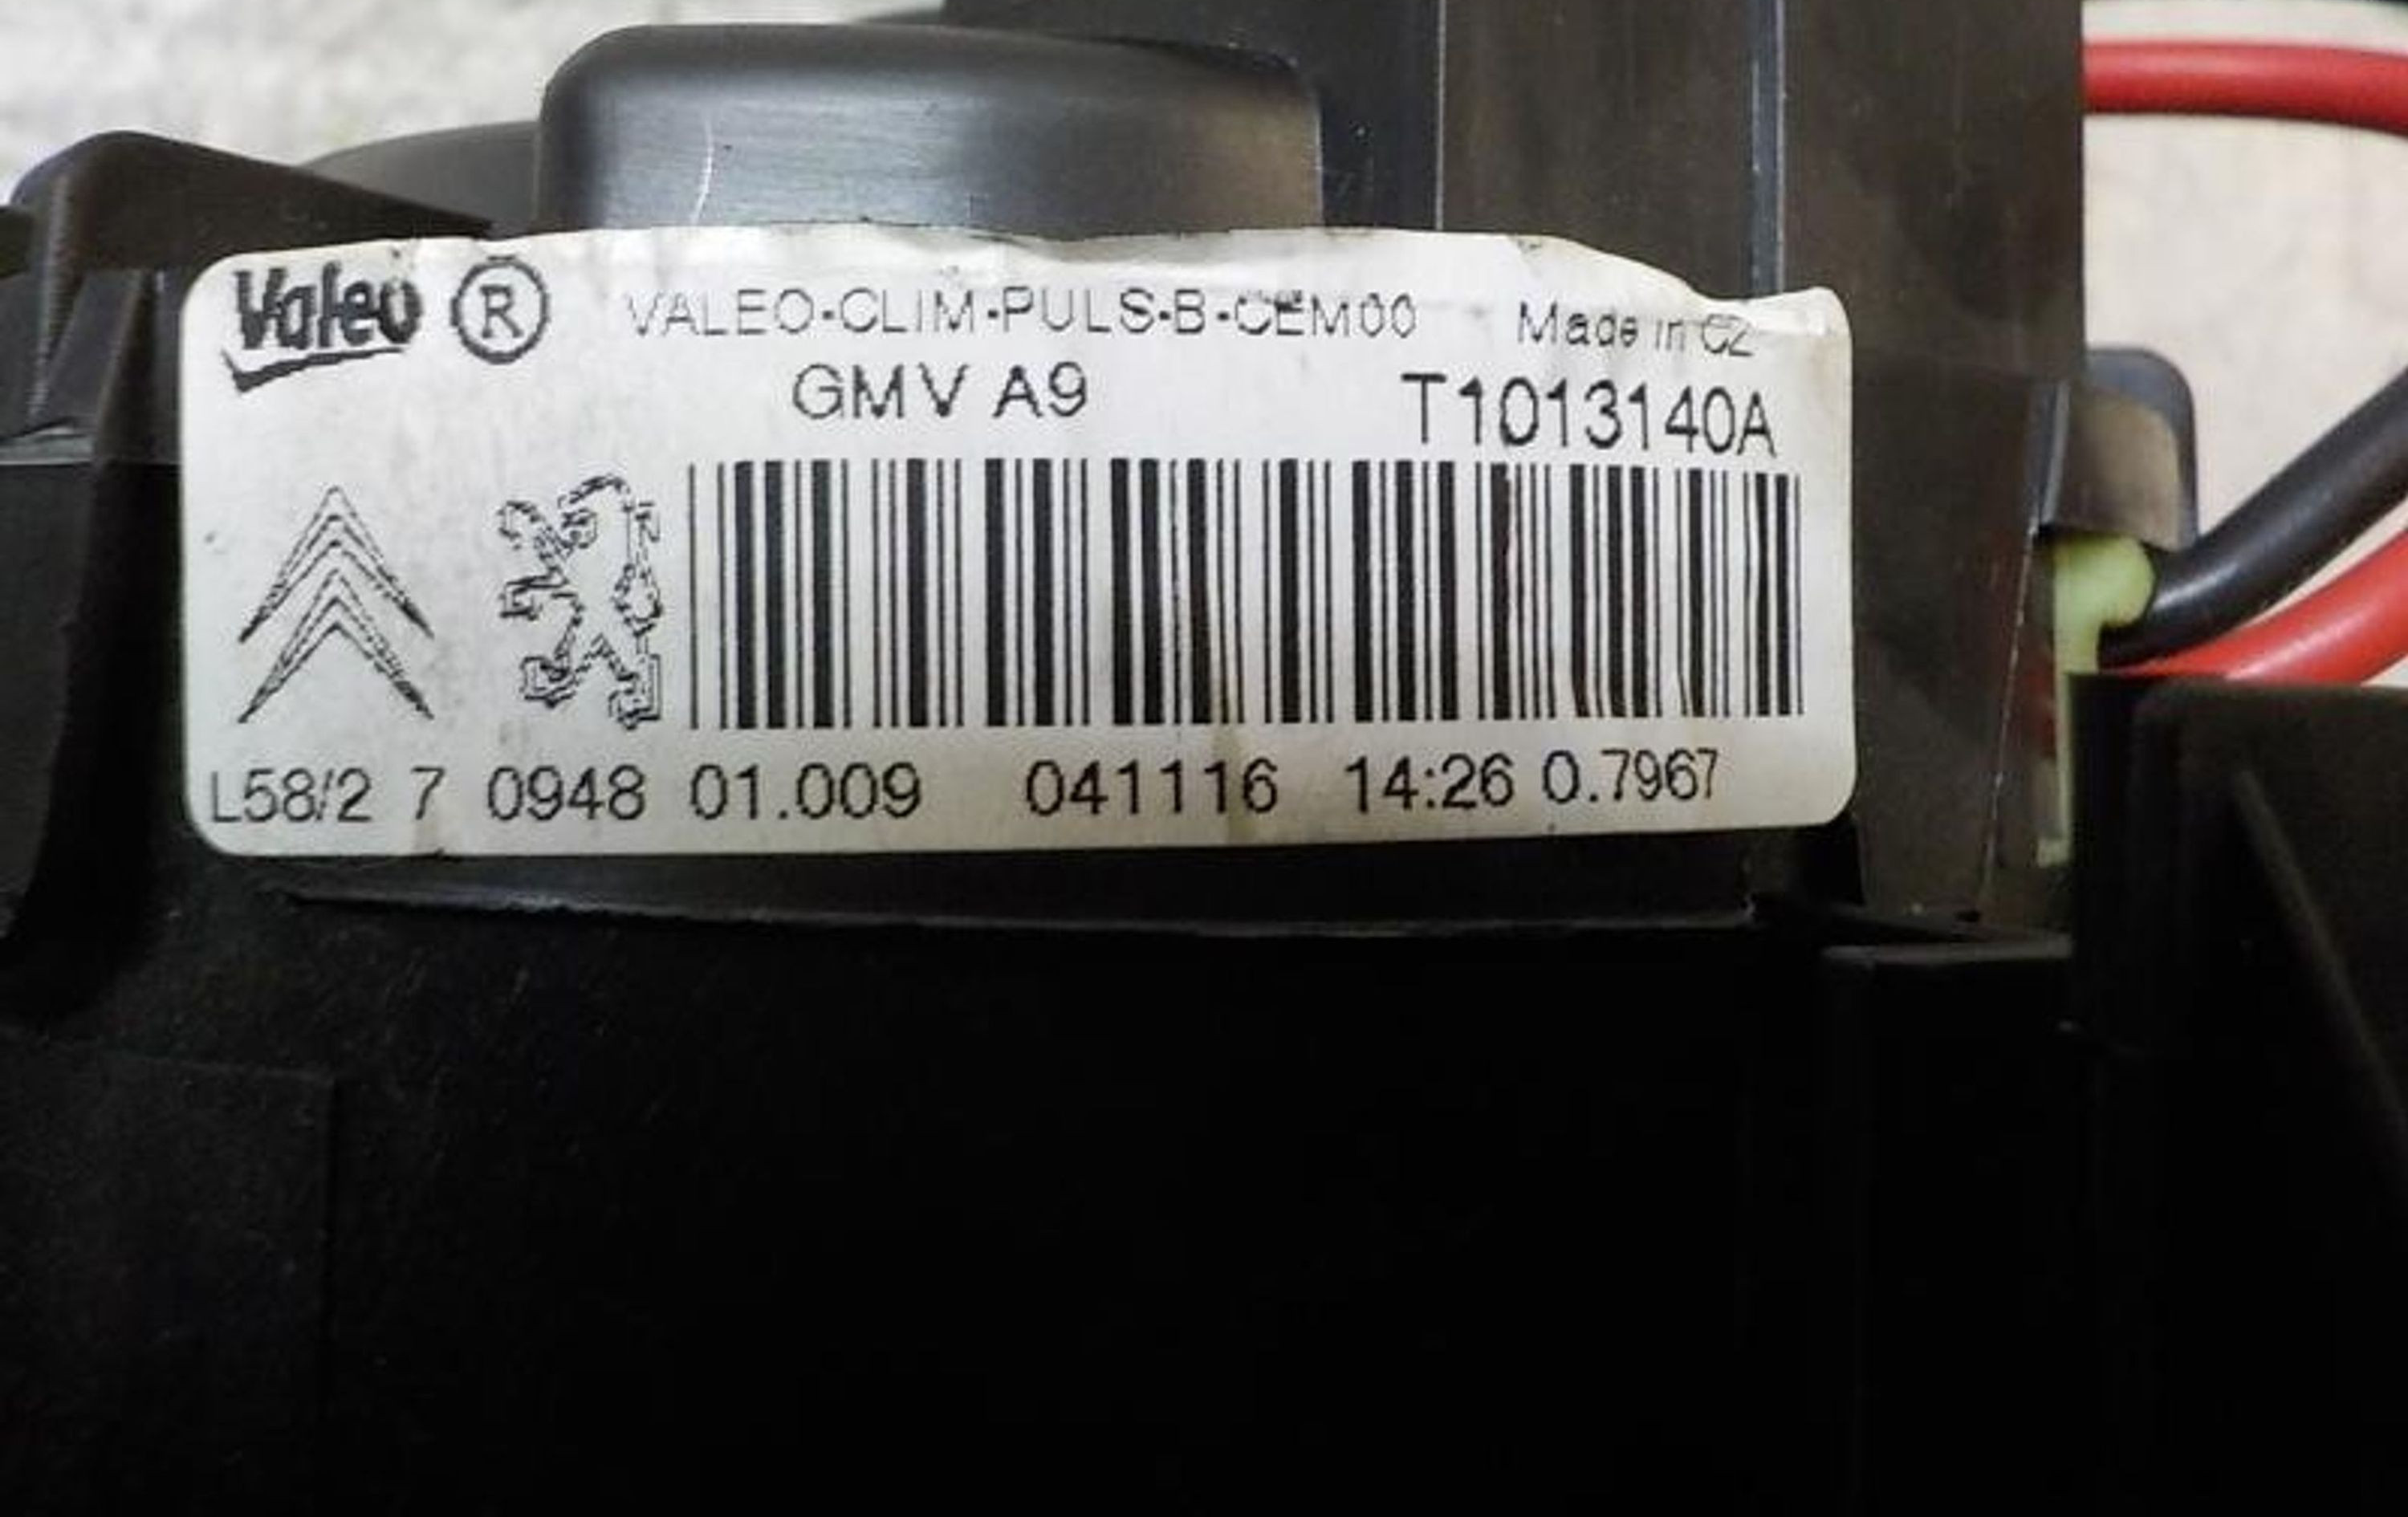 Valeo ® VALEO-CLIM-PULS-B-CEM00 Made in CZ
GMV A9 T1013140A
L58/2 7 0948 01.009 041116 14:26 0.7967